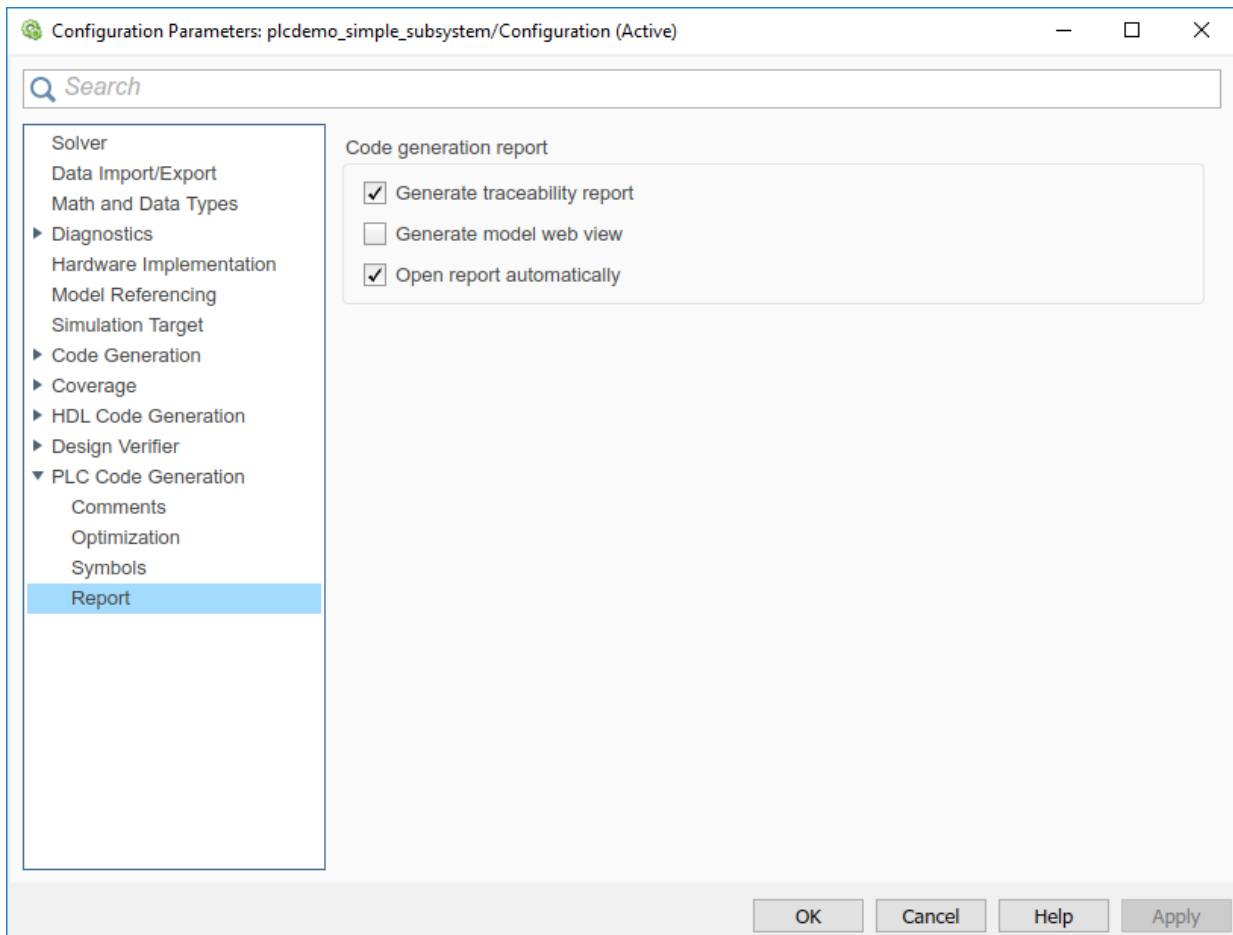 Configuration Parameters: plcdemo_simple_subsystem/Configuration (Active)
Search
Solver
Data Import/Export
Math and Data Types
Diagnostics
Hardware Implementation
Model Referencing
Simulation Target
Code Generation
Coverage
HDL Code Generation
Design Verifier
PLC Code Generation
Comments
Optimization
Symbols
Report
Code generation report
Generate traceability report
Generate model web view
Open report automatically
OK Cancel Help Apply